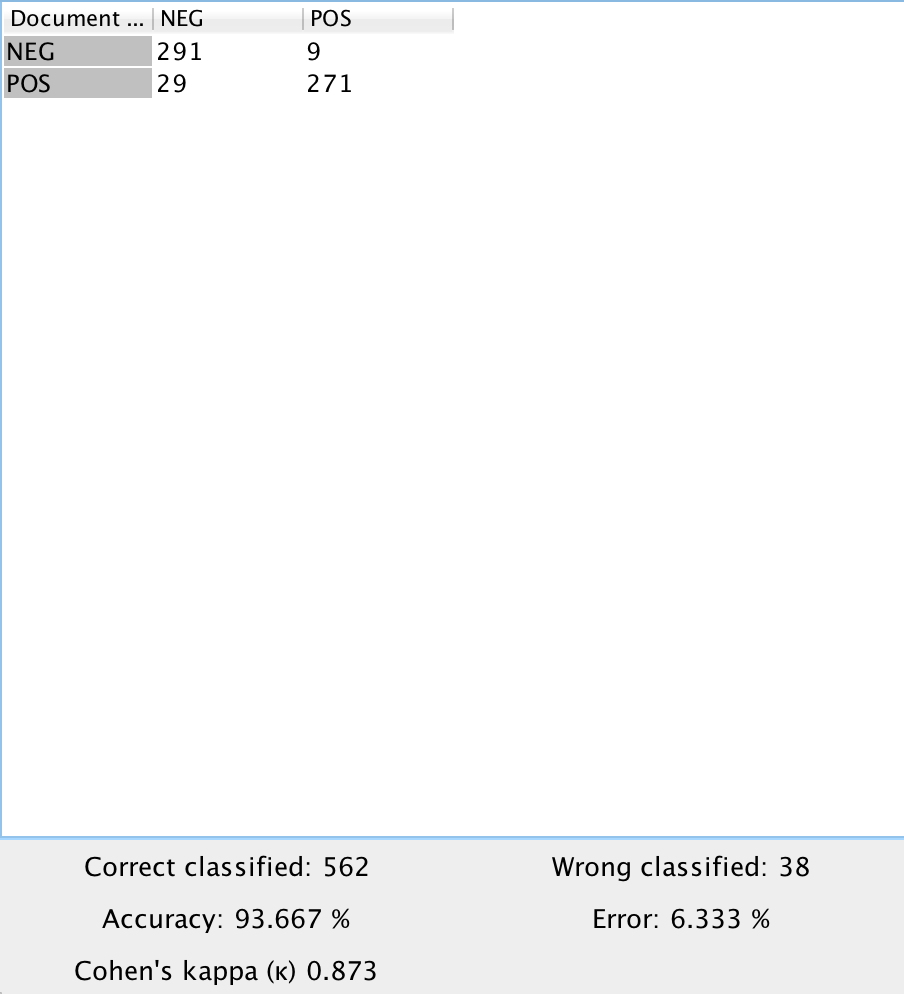 Document ... NEG POS
NEG 291 9
POS 29 271
Correct classified: 562 Wrong classified: 38
Accuracy: 93.667 % Error: 6.333 %
Cohen's kappa (κ) 0.873